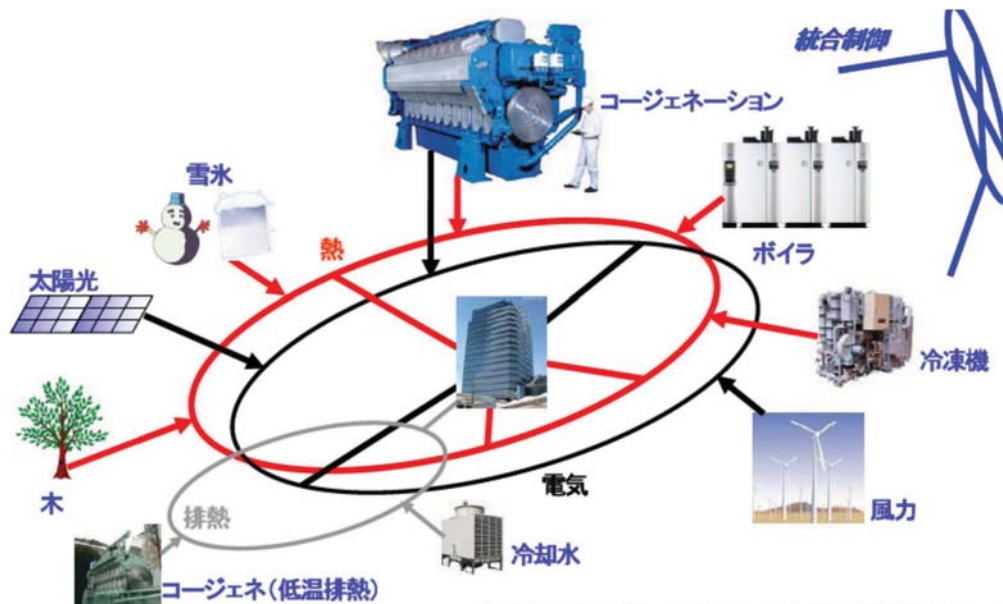 統合制御
コージェネーション
雪氷
熱
ボイラ
太陽光
冷凍機
木
電気
排熱
風力
冷却水
コージェネ(低温排熱)